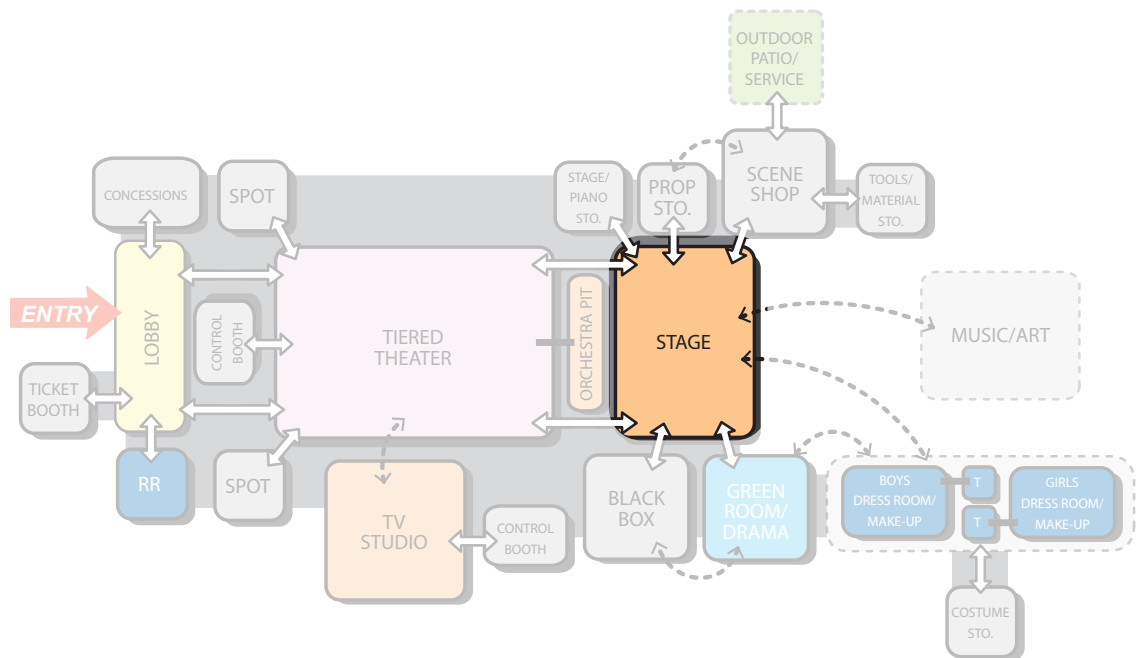 OUTDOOR
PATIO/
SERVICE
CONCESSIONS
SPOT
STAGE/
PIANO
STO.
PROP
STO.
SCENE
SHOP
TOOLS/
MATERIAL
STO.
ENTRY
LOBBY
CONTROL
BOOTH
TIERED
THEATER
ORCHESTRA PIT
STAGE
MUSIC/ART
TICKET
BOOTH
RR
SPOT
TV
STUDIO
CONTROL
BOOTH
BLACK
BOX
GREEN
ROOM/
DRAMA
BOYS
DRESS ROOM/
MAKE-UP
T
T
GIRLS
DRESS ROOM/
MAKE-UP
COSTUME
STO.